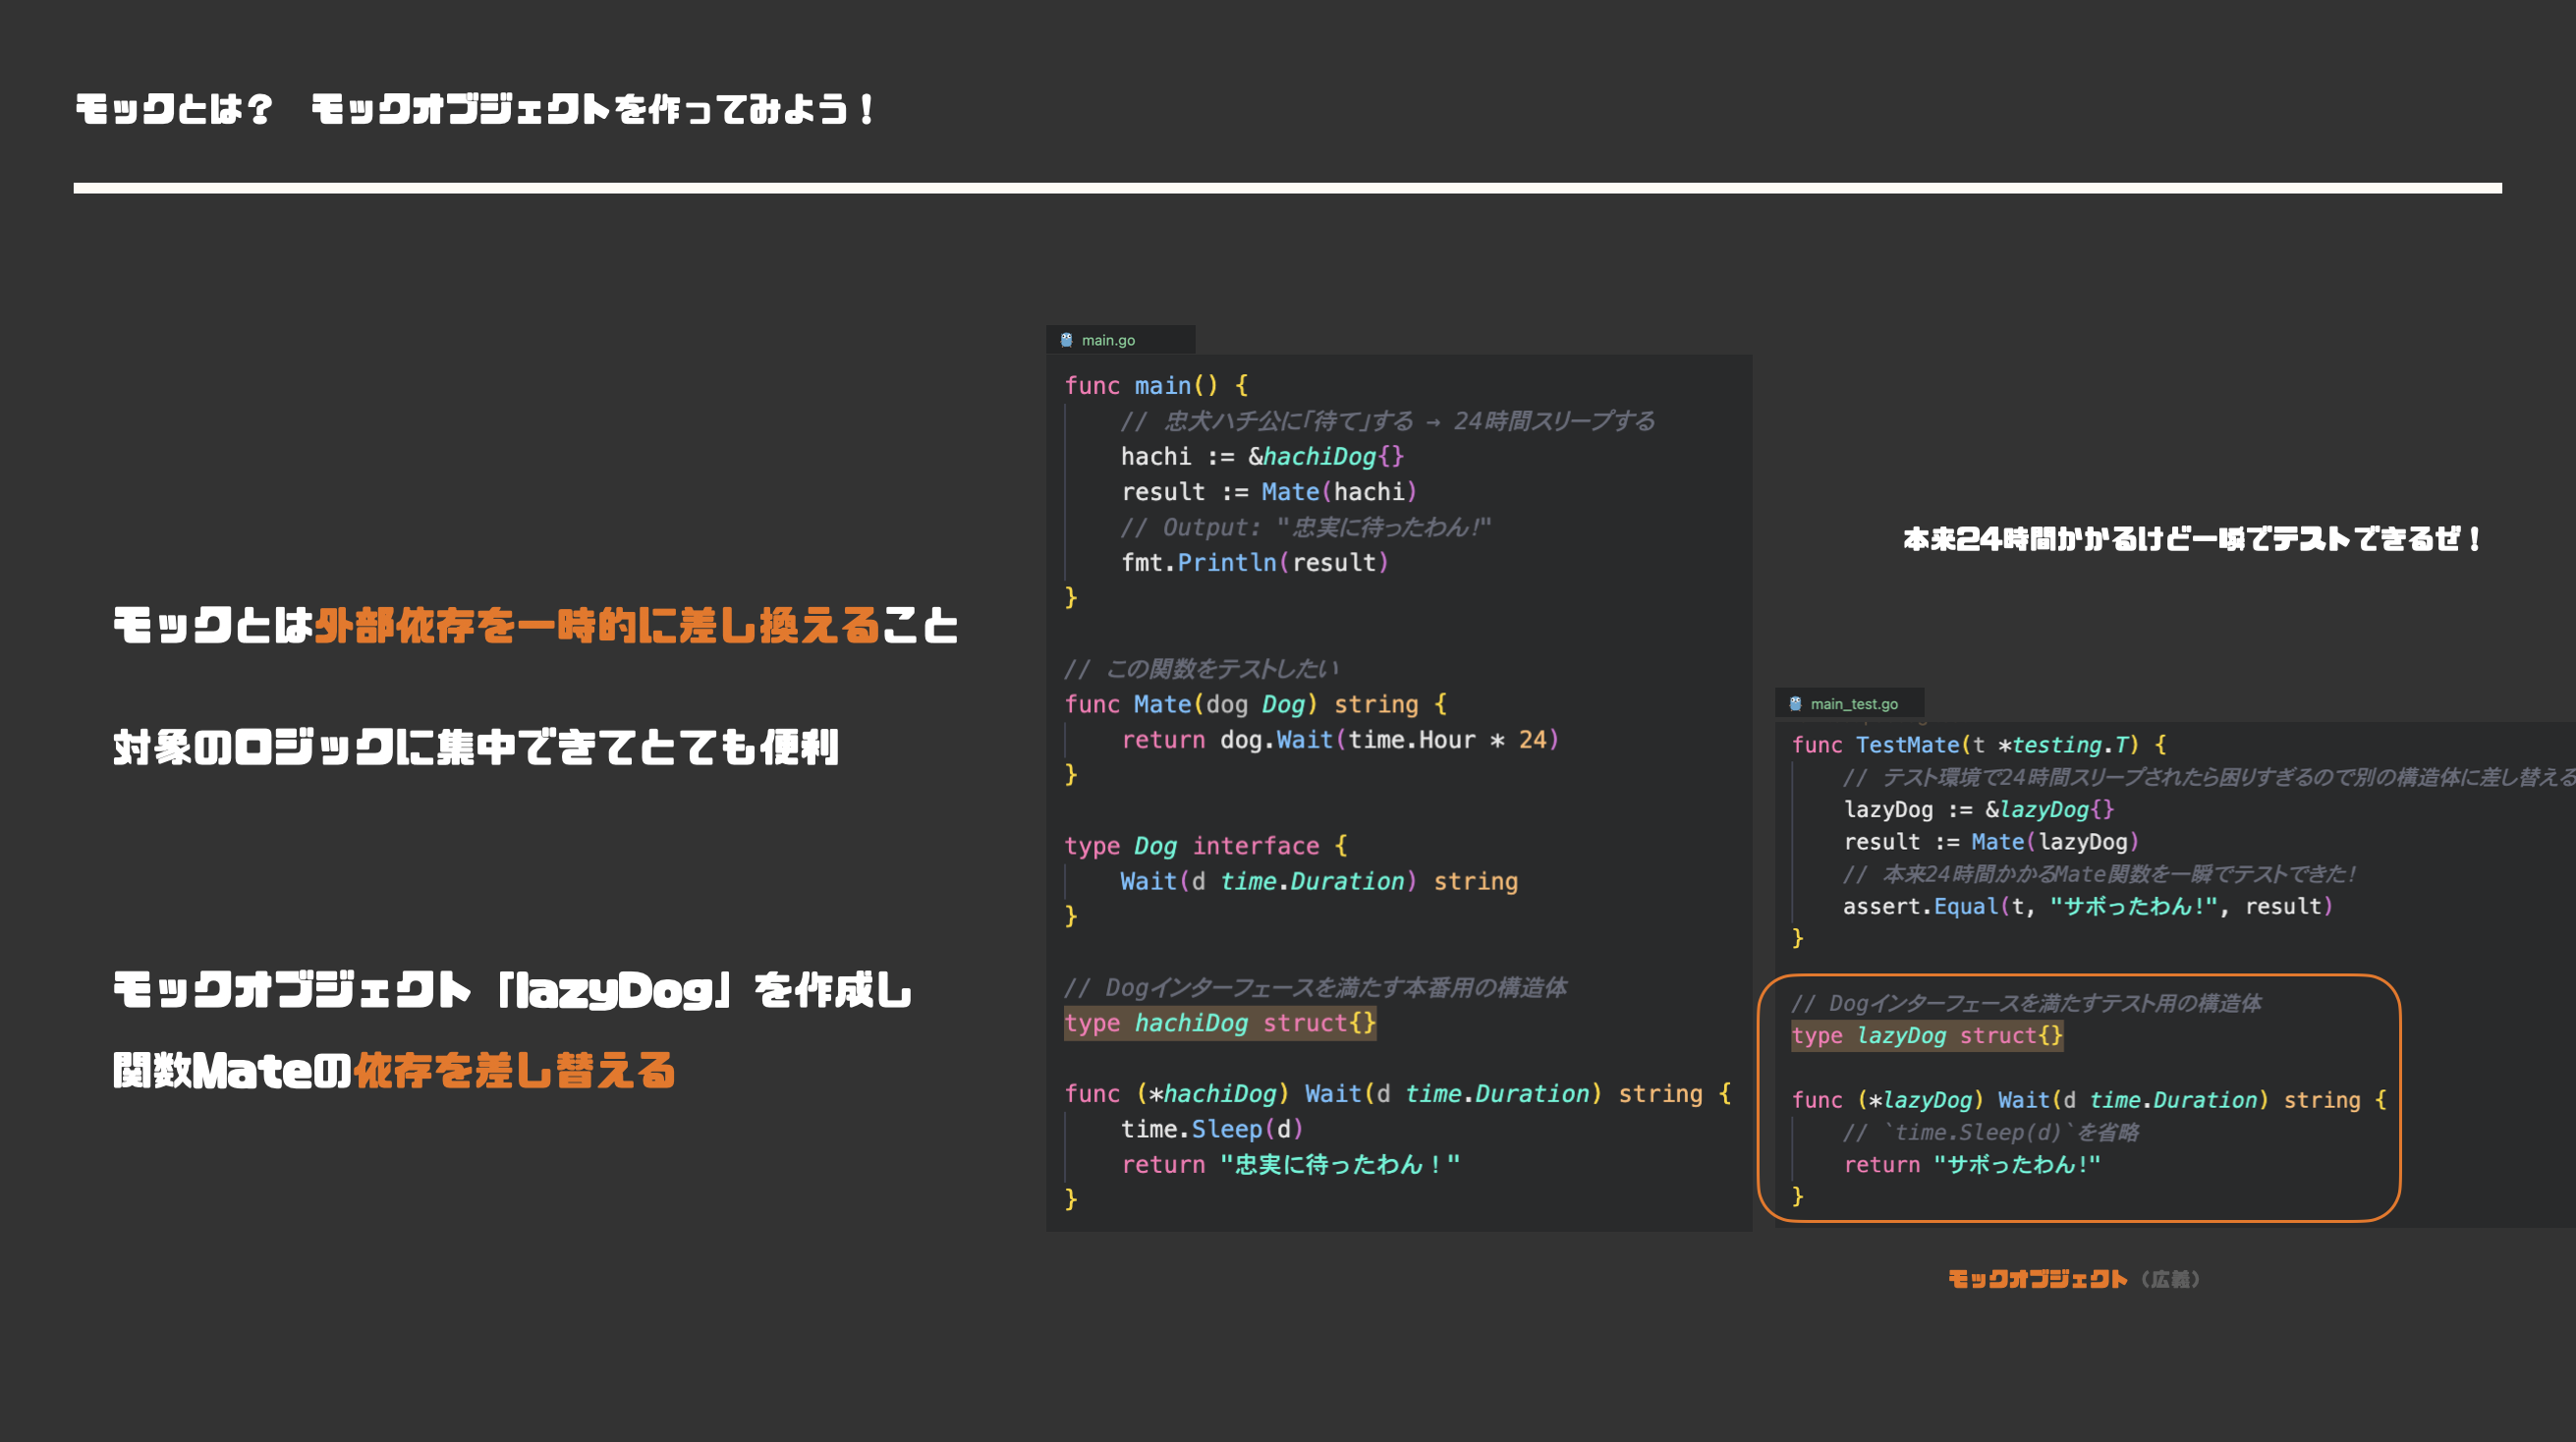 モックとは？　モックオブジェクトを作ってみよう！
モックとは外部依存を一時的に差し換えること
対象のロジックに集中できてとても便利
モックオブジェクト「lazyDog」を作成し
関数Mateの依存を差し替える
main.go
func main() {
    // 忠犬ハチ公に「待て」する → 24時間スリープする
    hachi := &hachiDog{}
    result := Mate(hachi)
    // Output: "忠実に待ったわん!"
    fmt.Println(result)
}
// この関数をテストしたい
func Mate(dog Dog) string {
    return dog.Wait(time.Hour * 24)
}
type Dog interface {
    Wait(d time.Duration) string
}
// Dogインターフェースを満たす本番用の構造体
type hachiDog struct{}
func (*hachiDog) Wait(d time.Duration) string {
    time.Sleep(d)
    return "忠実に待ったわん！"
}
本来24時間かかるけど一瞬でテストできるぜ！
main_test.go
func TestMate(t *testing.T) {
    // テスト環境で24時間スリープされたら困りすぎるので別の構造体に差し替える
    lazyDog := &lazyDog{}
    result := Mate(lazyDog)
    // 本来24時間かかるMate関数を一瞬でテストできた!
    assert.Equal(t, "サボったわん!", result)
}
// Dogインターフェースを満たすテスト用の構造体
type lazyDog struct{}
func (*lazyDog) Wait(d time.Duration) string {
    // `time.Sleep(d)`を省略
    return "サボったわん!"
}
モックオブジェクト（広義）